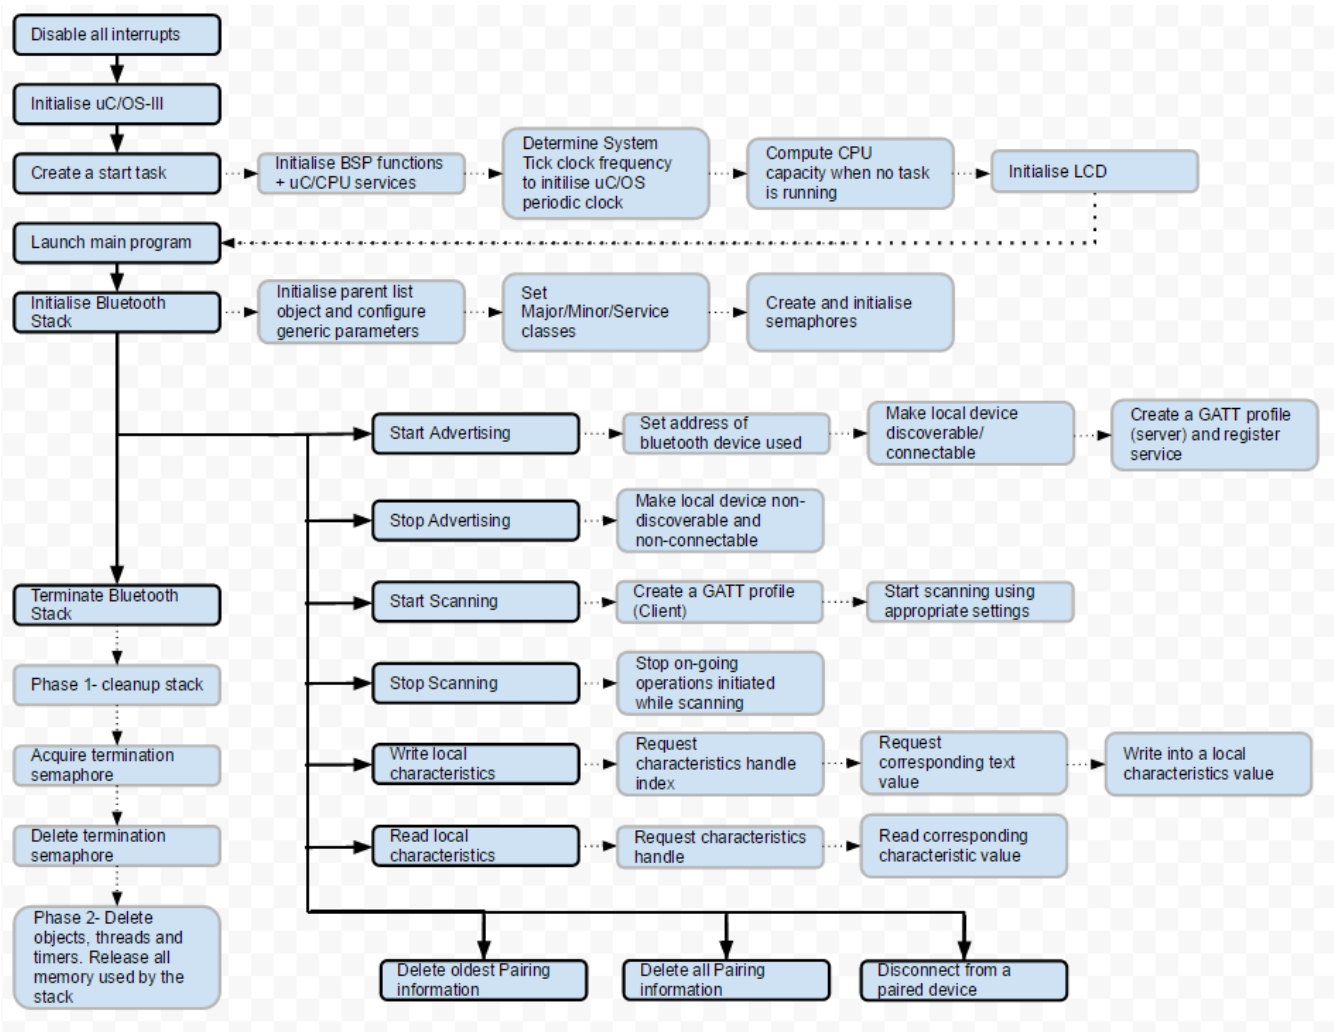 Disable all interrupts
Initialise uC/OS-III
Create a start task
Initialise BSP functions
+ uC/CPU services
Determine System
Tick clock frequency
to initilise uC/OS
periodic clock
Compute CPU
capacity when no task
is running
Initialise LCD
Launch main program
Initialise Bluetooth
Stack
Initialise parent list
object and configure
generic parameters
Set
Major/Minor/Service
classes
Create and initialise
semaphores
Start Advertising
Set address of
bluetooth device used
Make local device
discoverable/
connectable
Create a GATT profile
(server) and register
service
Stop Advertising
Make local device non-
discoverable and
non-connectable
Terminate Bluetooth
Stack
Start Scanning
Create a GATT profile
(Client)
Start scanning using
appropriate settings
Phase 1- cleanup stack
Stop Scanning
Stop on-going
operations initiated
while scanning
Acquire termination
semaphore
Write local
characteristics
Request
characteristics handle
index
Request
corresponding text
value
Write into a local
characteristics value
Delete termination
semaphore
Read local
characteristics
Request characteristics
handle
Read corresponding
characteristic value
Phase 2- Delete
objects, threads and
timers. Release all
memory used by the
stack
Delete oldest Pairing
information
Delete all Pairing
information
Disconnect from a
paired device